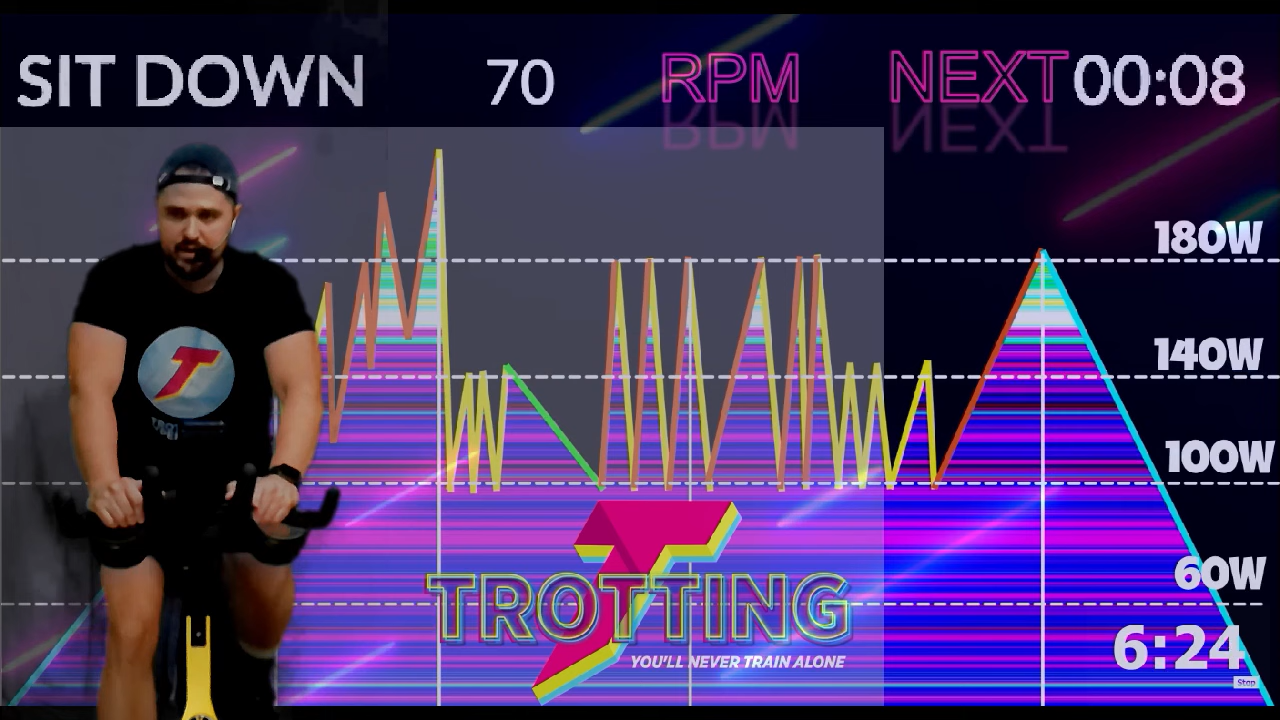 SIT DOWN
70
RPM
NEXT
00:08
180W
140W
100W
60W
T
T
TROTTING
YOU'LL NEVER TRAIN ALONE
6:24
Stop